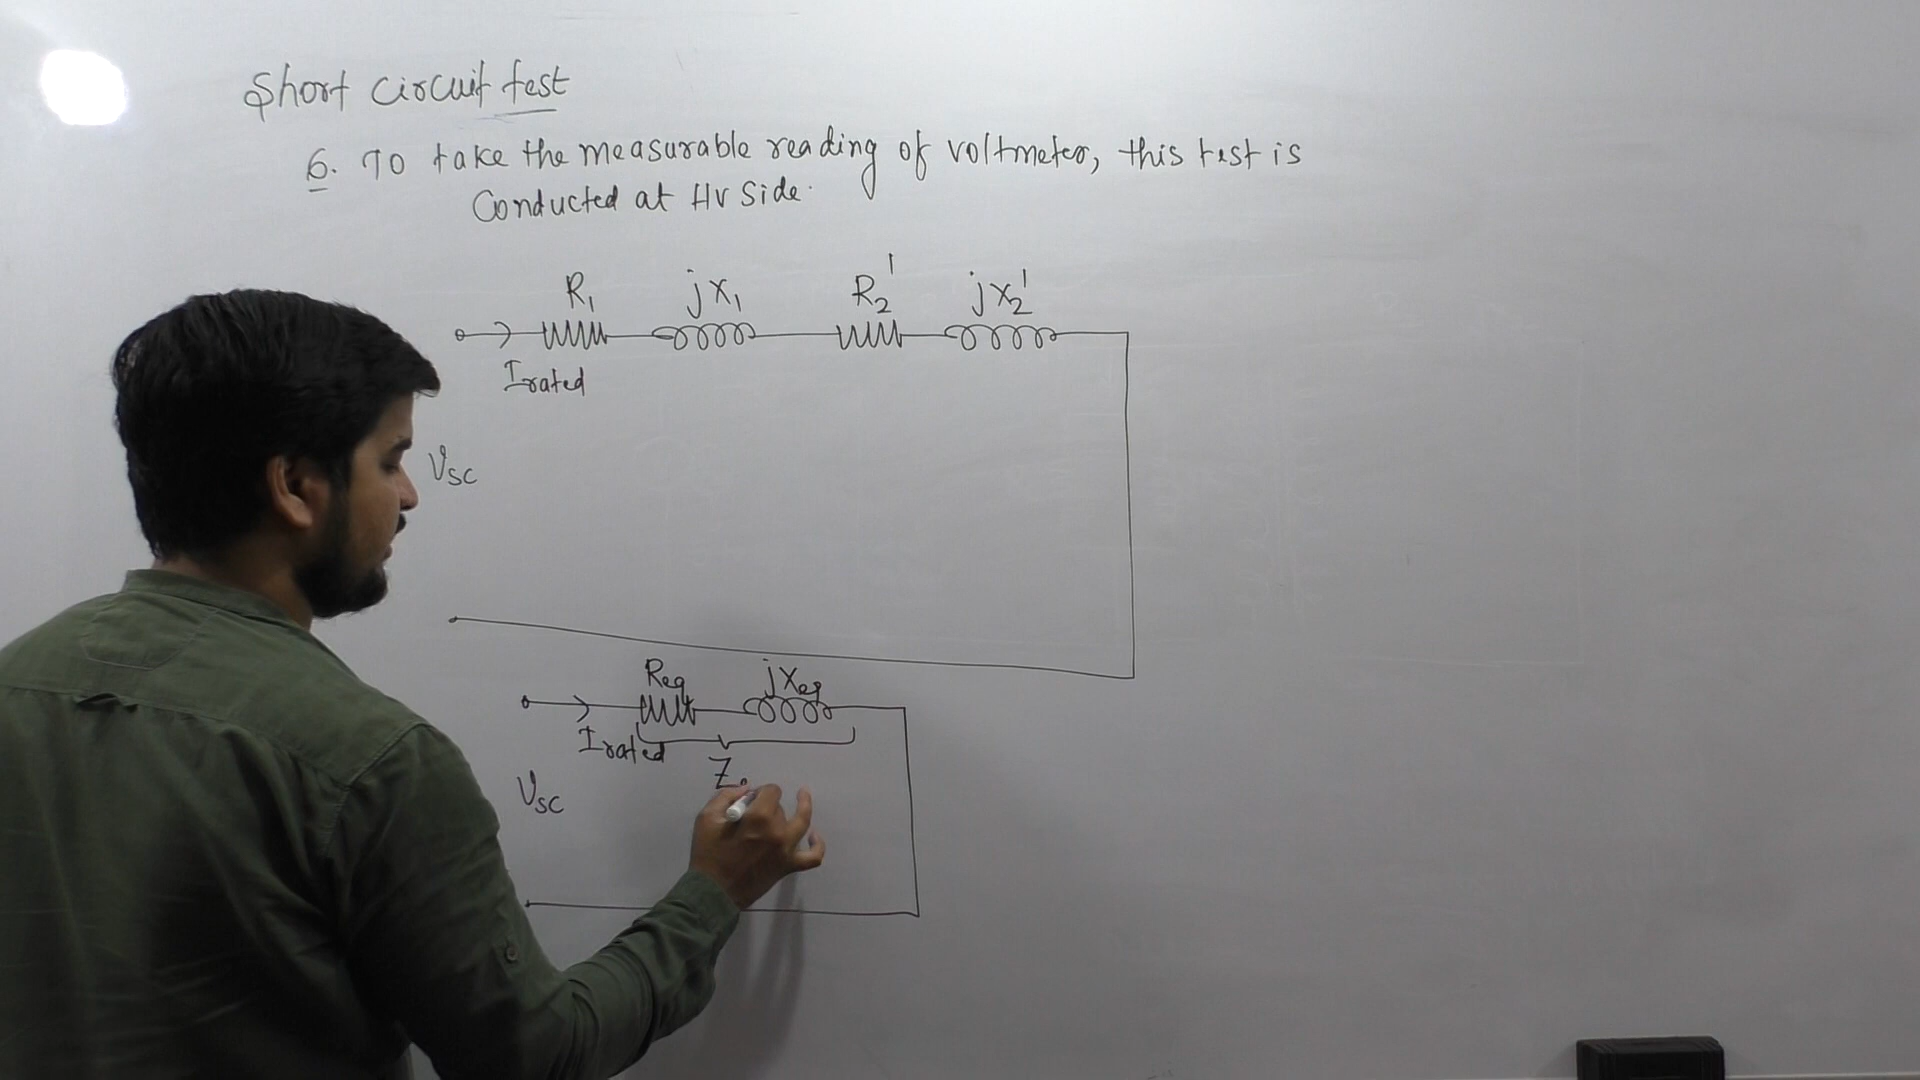 Short circuit test
6. To take the measurable reading of voltmeter, this test is
Conducted at HV Side.
R₁ jx₁ R₂' jx₂'
Irated
Vsc
Req jxeq
Irated
Ze
Vsc